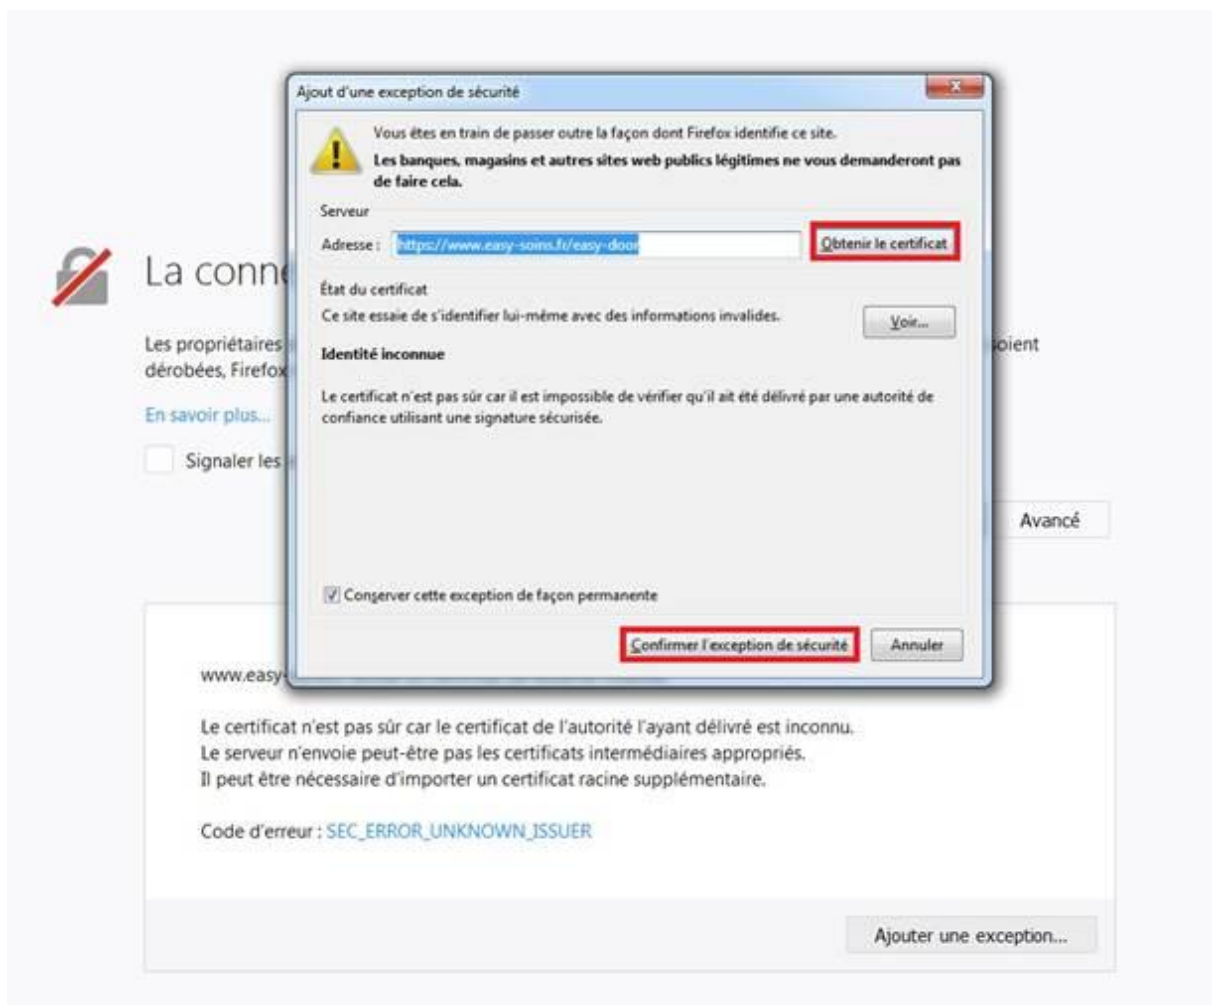 Ajout d'une exception de sécurité
Vous êtes en train de passer outre la façon dont Firefox identifie ce site.
Les banques, magasins et autres sites web publics légitimes ne vous demanderont pas
de faire cela.
Serveur
Adresse : https://www.easy-soins.fr/easy-door Obtenir le certificat
La conne
État du certificat
Ce site essaie de s'identifier lui-même avec des informations invalides. Voir...
Les propriétaires soient
Identité inconnue
dérobées, Firefox
Le certificat n'est pas sûr car il est impossible de vérifier qu'il ait été délivré par une autorité de
confiance utilisant une signature sécurisée.
En savoir plus...
Signaler les
Avancé
Conserver cette exception de façon permanente
Confirmer l'exception de sécurité Annuler
www.easy-
Le certificat n'est pas sûr car le certificat de l'autorité l'ayant délivré est inconnu.
Le serveur n'envoie peut-être pas les certificats intermédiaires appropriés.
Il peut être nécessaire d'importer un certificat racine supplémentaire.
Code d'erreur : SEC_ERROR_UNKNOWN_ISSUER
Ajouter une exception...